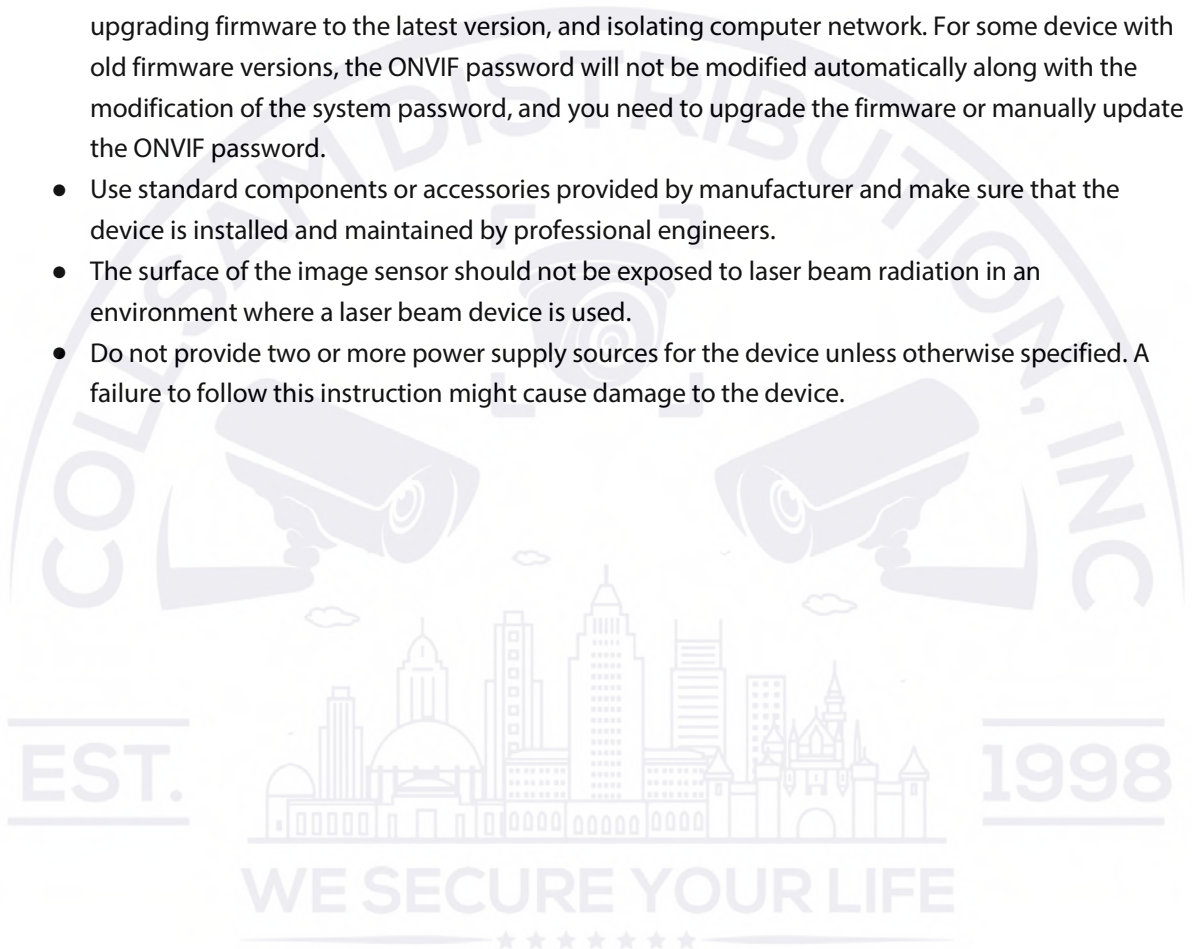 upgrading firmware to the latest version, and isolating computer network. For some device with
old firmware versions, the ONVIF password will not be modified automatically along with the
modification of the system password, and you need to upgrade the firmware or manually update
the ONVIF password.
● Use standard components or accessories provided by manufacturer and make sure that the
device is installed and maintained by professional engineers.
● The surface of the image sensor should not be exposed to laser beam radiation in an
environment where a laser beam device is used.
● Do not provide two or more power supply sources for the device unless otherwise specified. A
failure to follow this instruction might cause damage to the device.
COLLSAM DISTRIBUTION, INC
EST.
1998
WE SECURE YOUR LIFE